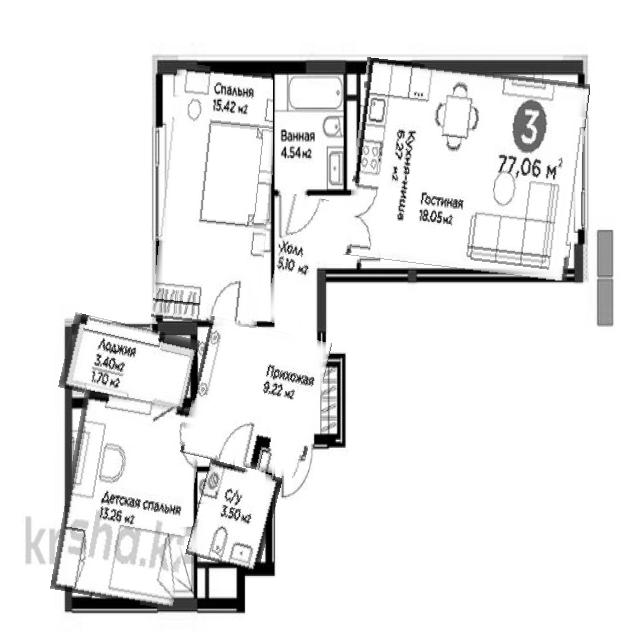 Спальня
15.42 м2
Ванная
4.54 м2
Кухня-ниша
6.27 м2
3
77,06 м2
Гостиная
18.05 м2
Холл
5.10 м2
Лоджия
3.40 м2
1.70 м2
Прихожая
9.22 м2
Детская спальня
13.26 м2
С/у
3.50 м2
krsha.kz